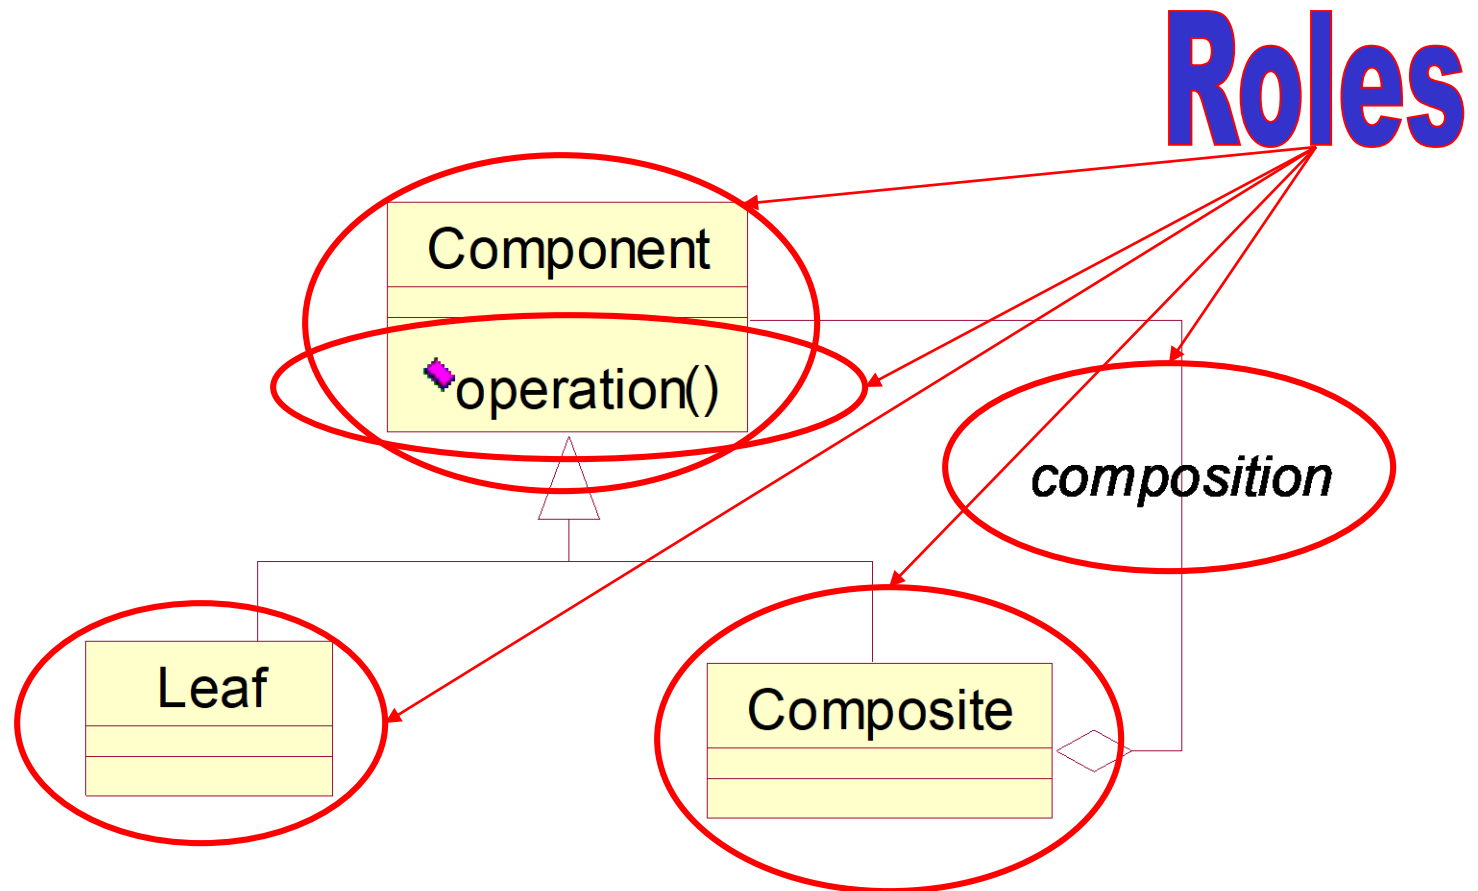 Roles
Component
operation()
composition
Leaf
Composite